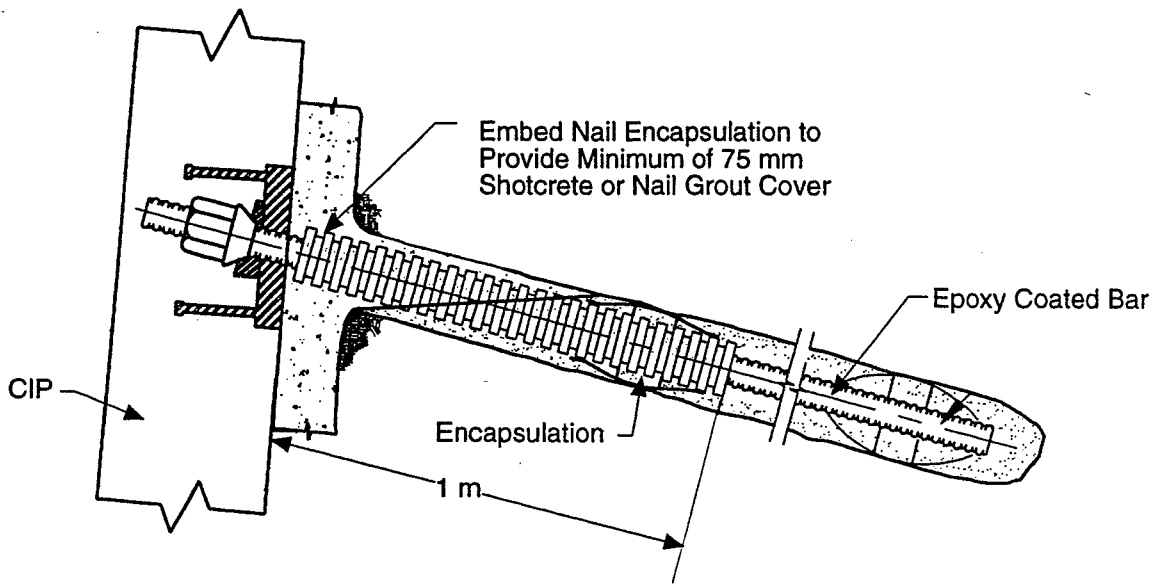 Embed Nail Encapsulation to
Provide Minimum of 75 mm
Shotcrete or Nail Grout Cover
Epoxy Coated Bar
CIP
Encapsulation
1 m